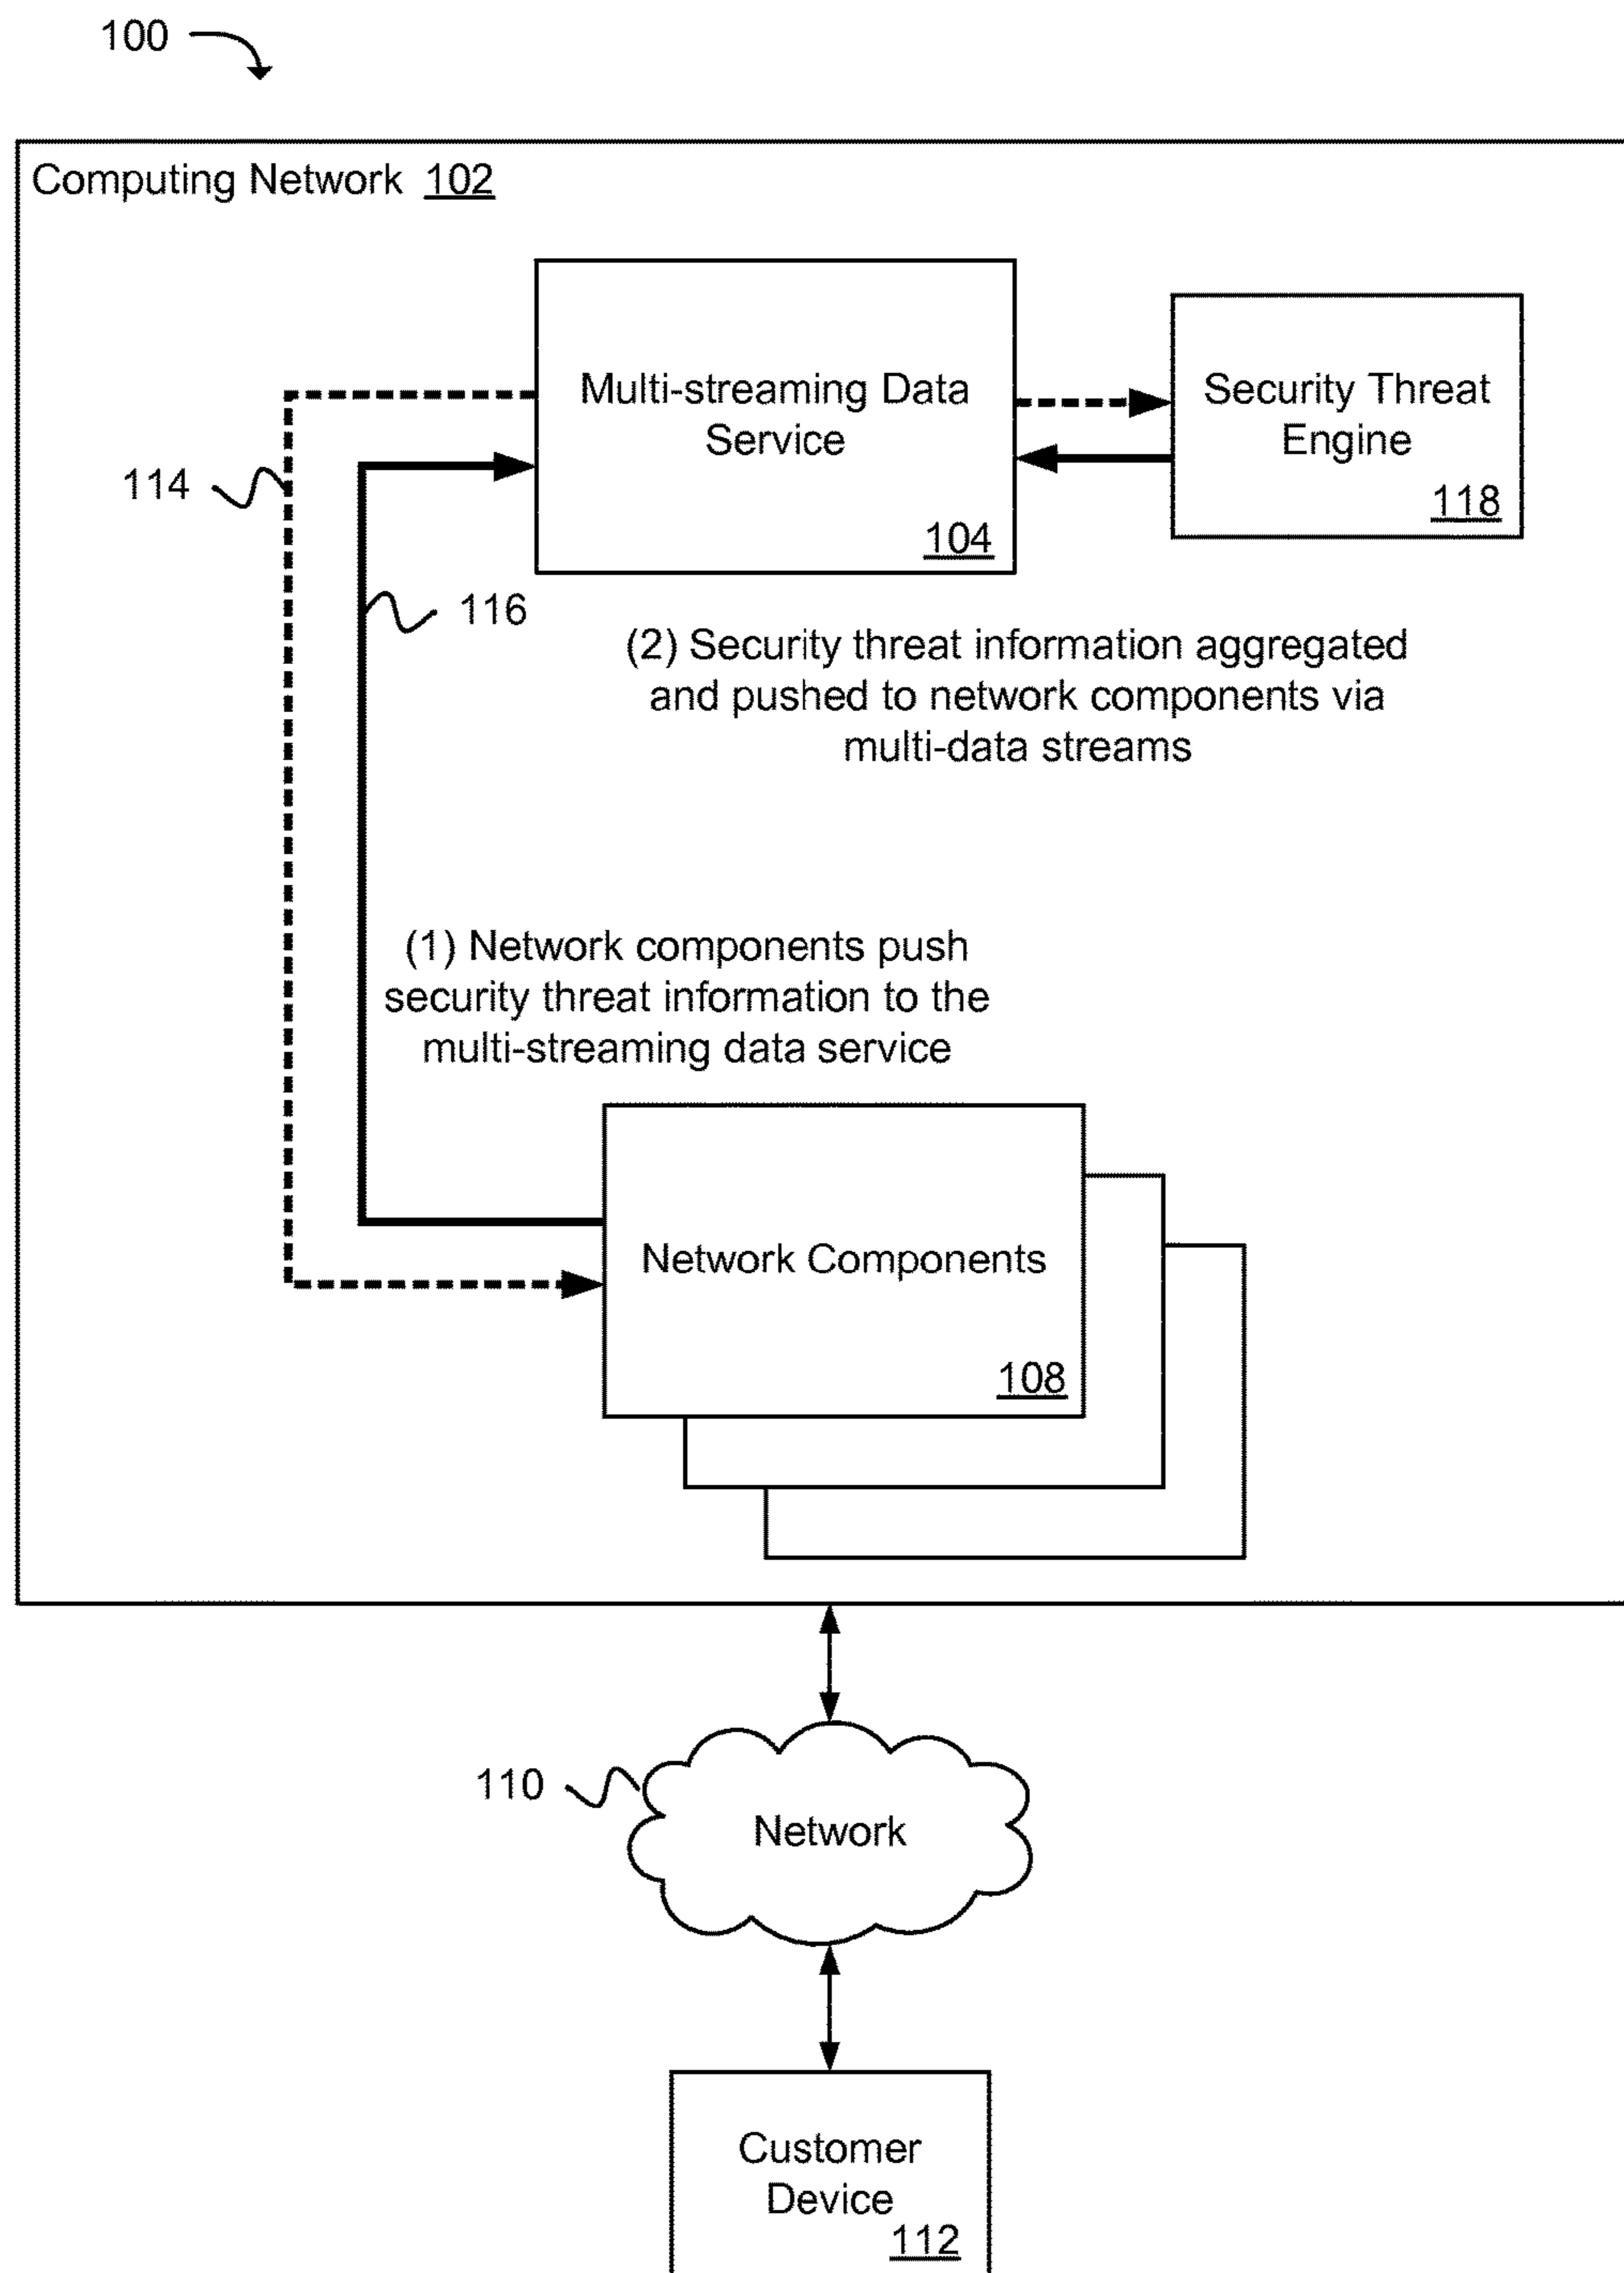 100
Computing Network 102
Multi-streaming Data
Service
104
Security Threat
Engine
118
114
116
(2) Security threat information aggregated
and pushed to network components via
multi-data streams
(1) Network components push
security threat information to the
multi-streaming data service
Network Components
108
110
Network
Customer
Device
112